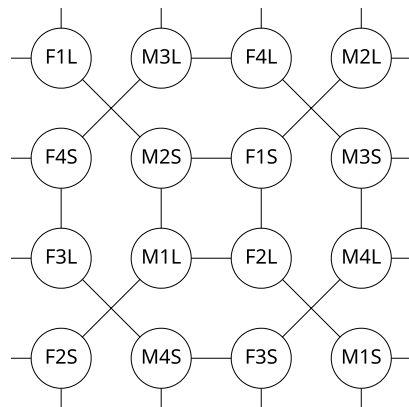 F1L M3L F4L M2L
F4S M2S F1S M3S
F3L M1L F2L M4L
F2S M4S F3S M1S